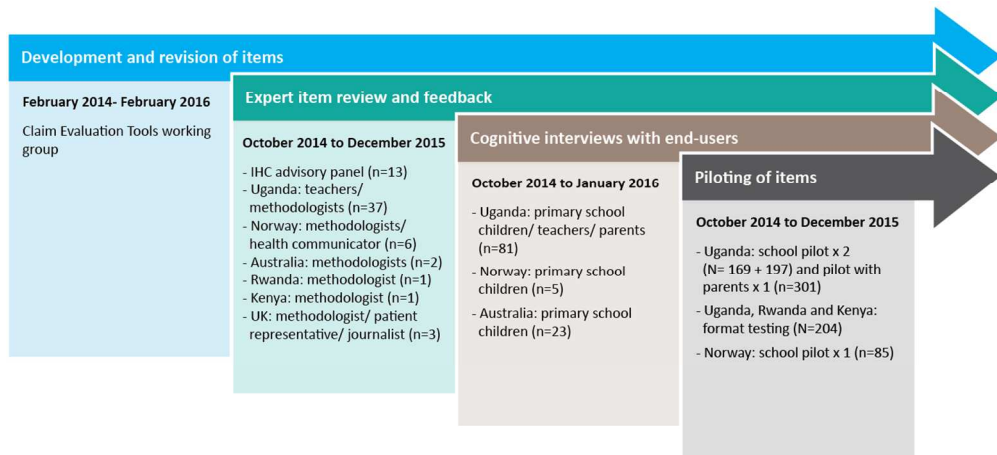 Development and revision of items
February 2014- February 2016
Claim Evaluation Tools working
group
Expert item review and feedback
October 2014 to December 2015
- IHC advisory panel (n=13)
- Uganda: teachers/
methodologists (n=37)
- Norway: methodologists/
health communicator (n=6)
- Australia: methodologists (n=2)
- Rwanda: methodologist (n=1)
- Kenya: methodologist (n=1)
- UK: methodologist/ patient
representative/ journalist (n=3)
Cognitive interviews with end-users
October 2014 to January 2016
- Uganda: primary school
children/ teachers/ parents
(n=81)
- Norway: primary school
children (n=5)
- Australia: primary school
children (n=23)
Piloting of items
October 2014 to December 2015
- Uganda: school pilot x 2
(N= 169 + 197) and pilot with
parents x 1 (n=301)
- Uganda, Rwanda and Kenya:
format testing (N=204)
- Norway: school pilot x 1 (n=85)